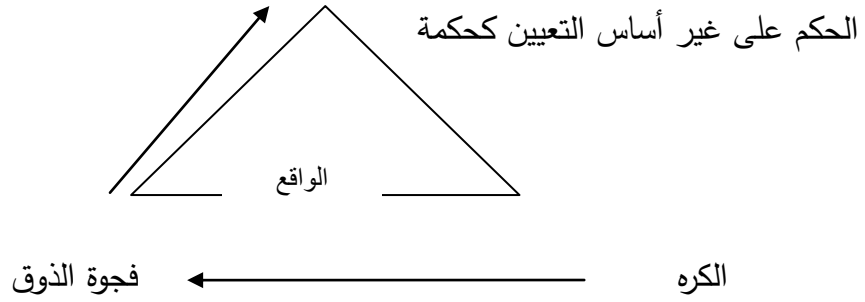 الحكم على غير أساس التعيين كحكمة
الواقع
الكره
فجوة الذوق